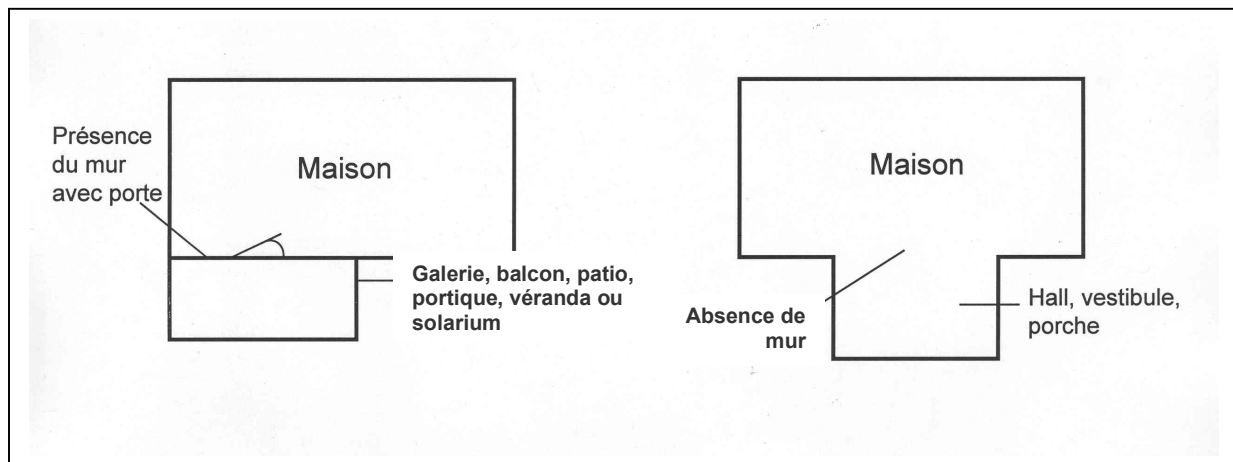 Présence
du mur
avec porte
Maison
Galerie, balcon, patio,
portique, véranda ou
solarium
Maison
Absence de
mur
Hall, vestibule,
porche